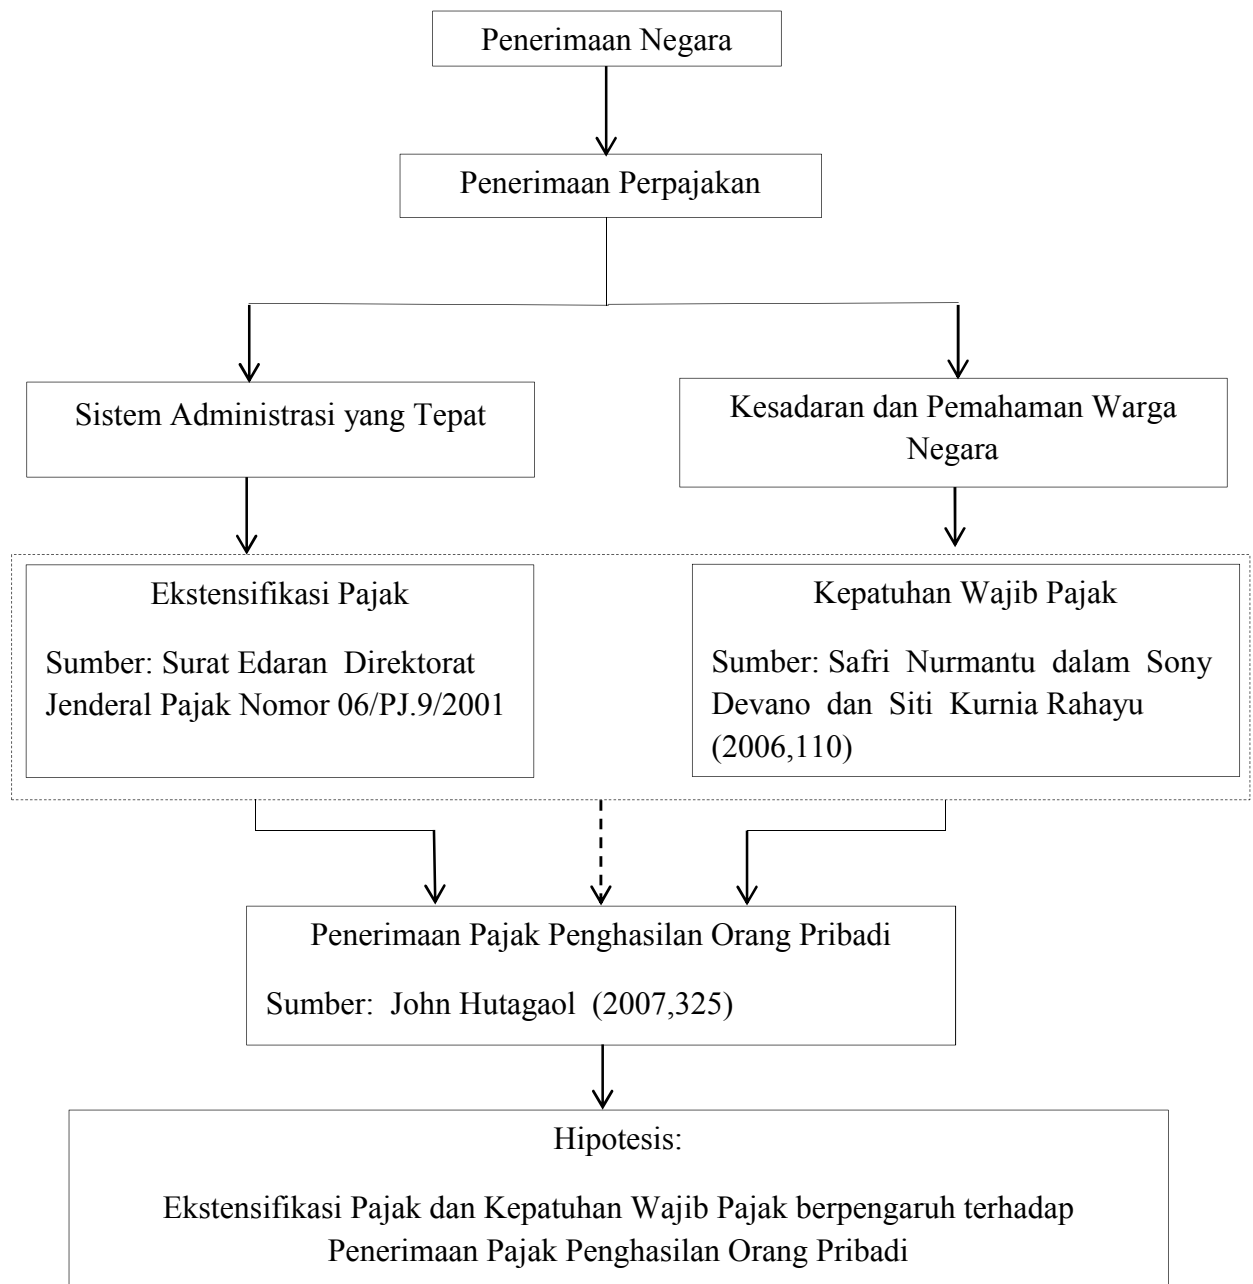 Penerimaan Negara
Penerimaan Perpajakan
Sistem Administrasi yang Tepat
Kesadaran dan Pemahaman Warga
Negara
Ekstensifikasi Pajak
Sumber: Surat Edaran Direktorat
Jenderal Pajak Nomor 06/PJ.9/2001
Kepatuhan Wajib Pajak
Sumber: Safri Nurmantu dalam Sony
Devano dan Siti Kurnia Rahayu
(2006,110)
Penerimaan Pajak Penghasilan Orang Pribadi
Sumber: John Hutagaol (2007,325)
Hipotesis:
Ekstensifikasi Pajak dan Kepatuhan Wajib Pajak berpengaruh terhadap
Penerimaan Pajak Penghasilan Orang Pribadi